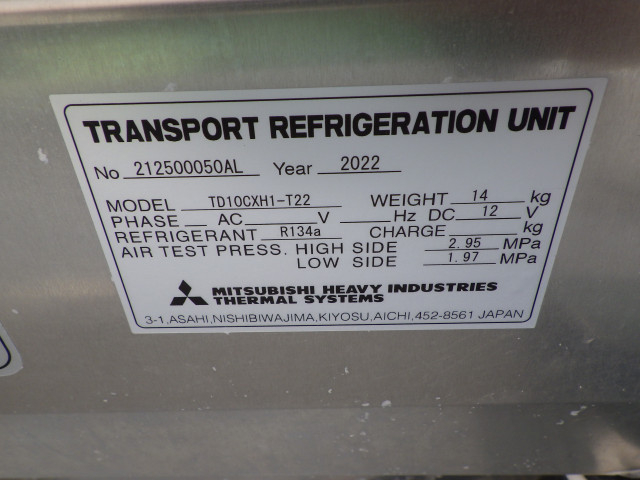 TRANSPORT REFRIGERATION UNIT
No 212500050AL Year 2022
MODEL TD10CXH1-T22 WEIGHT 14 kg
PHASE AC V Hz DC 12 V
REFRIGERANT R134a CHARGE kg
AIR TEST PRESS. HIGH SIDE 2.95 MPa
LOW SIDE 1.97 MPa
MITSUBISHI HEAVY INDUSTRIES
THERMAL SYSTEMS
3-1,ASAHI,NISHIBIWAJIMA,KIYOSU,AICHI,452-8561 JAPAN